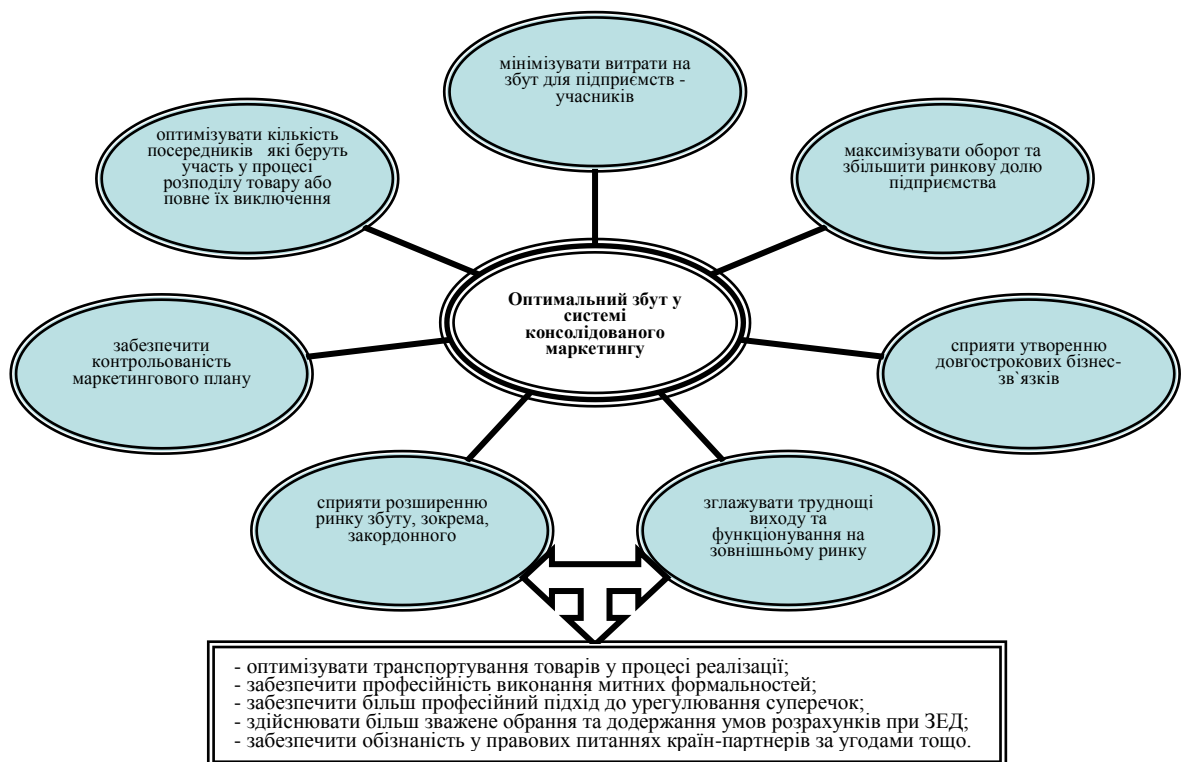 мінімізувати витрати на
збут для підприємств -
учасників
оптимізувати кількість
посередників які беруть
участь у процесі
розподілу товару або
повне їх виключення
максимізувати оборот та
збільшити ринкову долю
підприємства
Оптимальний збут у
системі
консолідованого
маркетингу
забезпечити
контрольованість
маркетингового плану
сприяти утворенню
довгострокових бізнес-
зв`язків
сприяти розширенню
ринку збуту, зокрема,
закордонного
зглажувати труднощі
виходу та
функціонування на
зовнішньому ринку
- оптимізувати транспортування товарів у процесі реалізації;
- забезпечити професійність виконання митних формальностей;
- забезпечити більш професійний підхід до урегулювання суперечок;
- здійснювати більш зважене обрання та додержання умов розрахунків при ЗЕД;
- забезпечити обізнаність у правових питаннях країн-партнерів за угодами тощо.